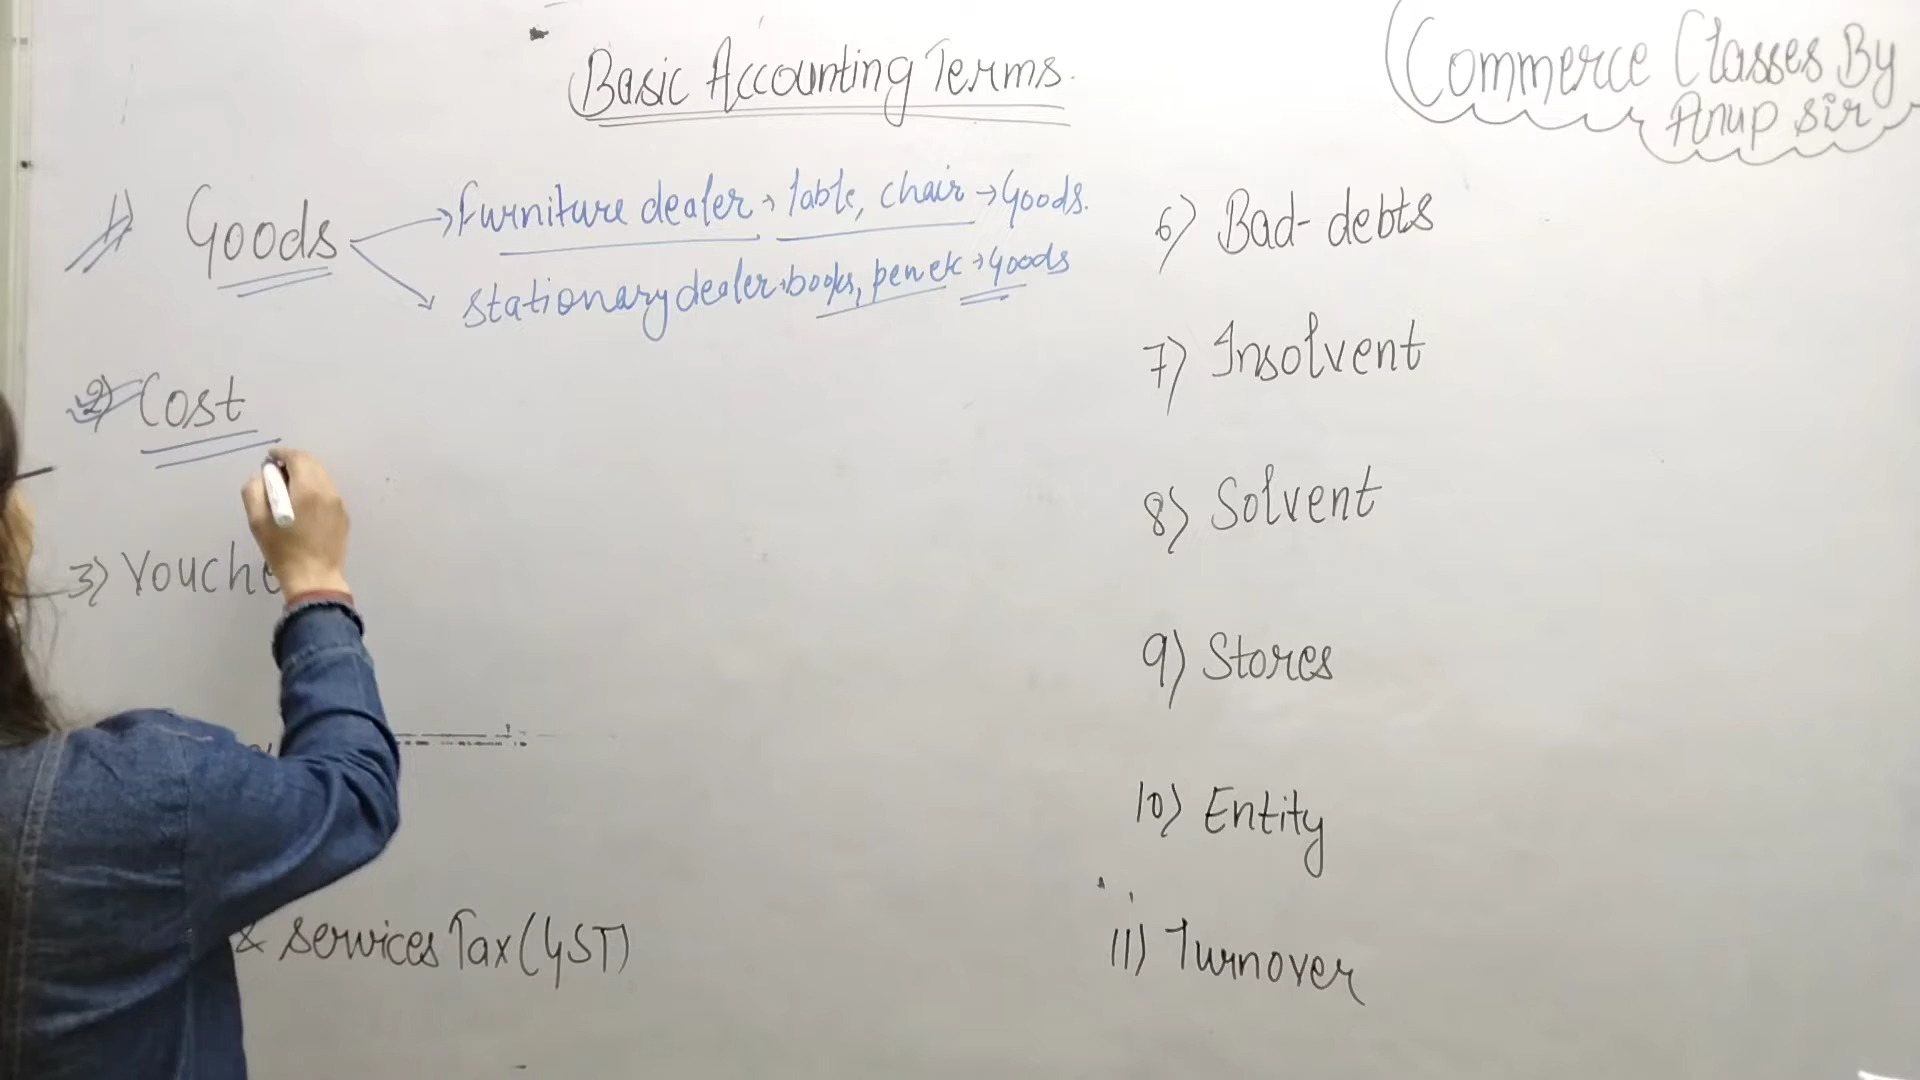 Basic Accounting Terms.
Commerce Classes By
Anup sir
1) Goods
→ Furniture dealer → Table, chair → Goods.
→ stationary dealer → books, pen etc → Goods
2) Cost
3) Vouche
& services Tax (GST)
6) Bad-debts
7) Insolvent
8) Solvent
9) Stores
10) Entity
11) Turnover